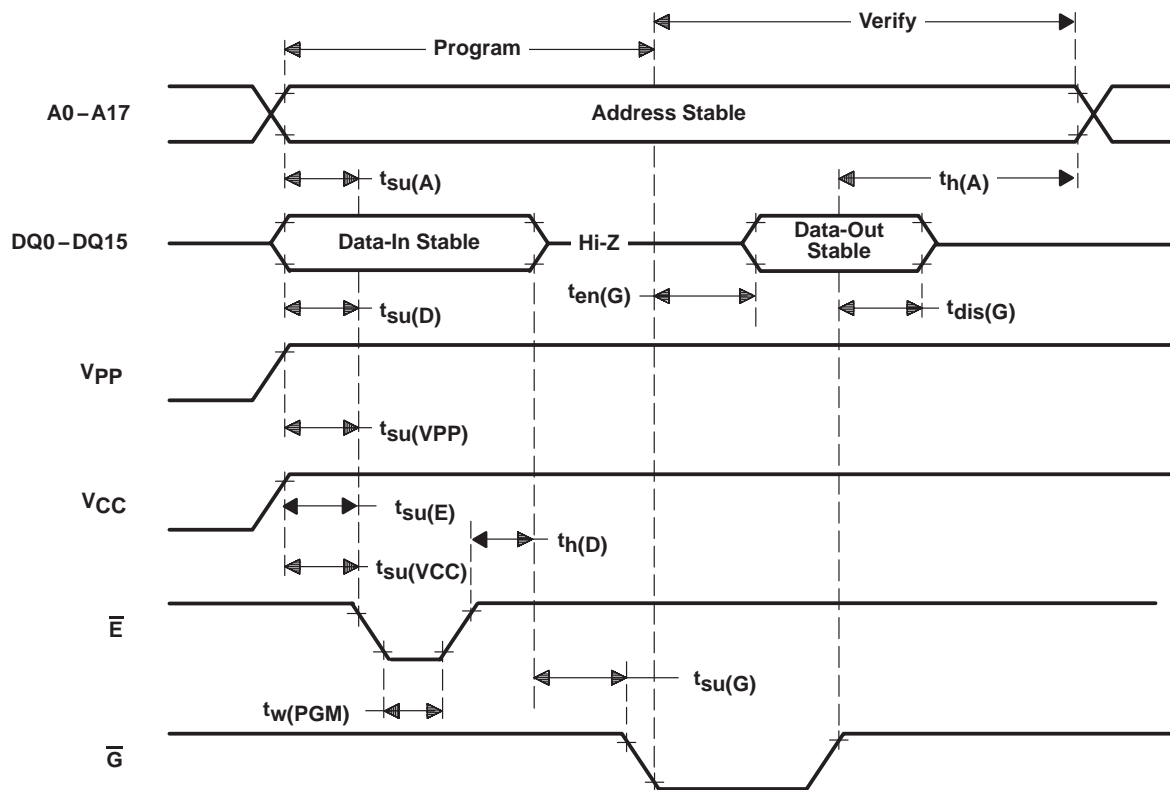 Verify
Program
A0–A17
Address Stable
tsu(A)
th(A)
DQ0–DQ15
Data-In Stable
Hi-Z
Data-Out
Stable
ten(G)
tsu(D)
tdis(G)
VPP
tsu(VPP)
VCC
tsu(E)
th(D)
tsu(VCC)
E̅
tsu(G)
tw(PGM)
G̅